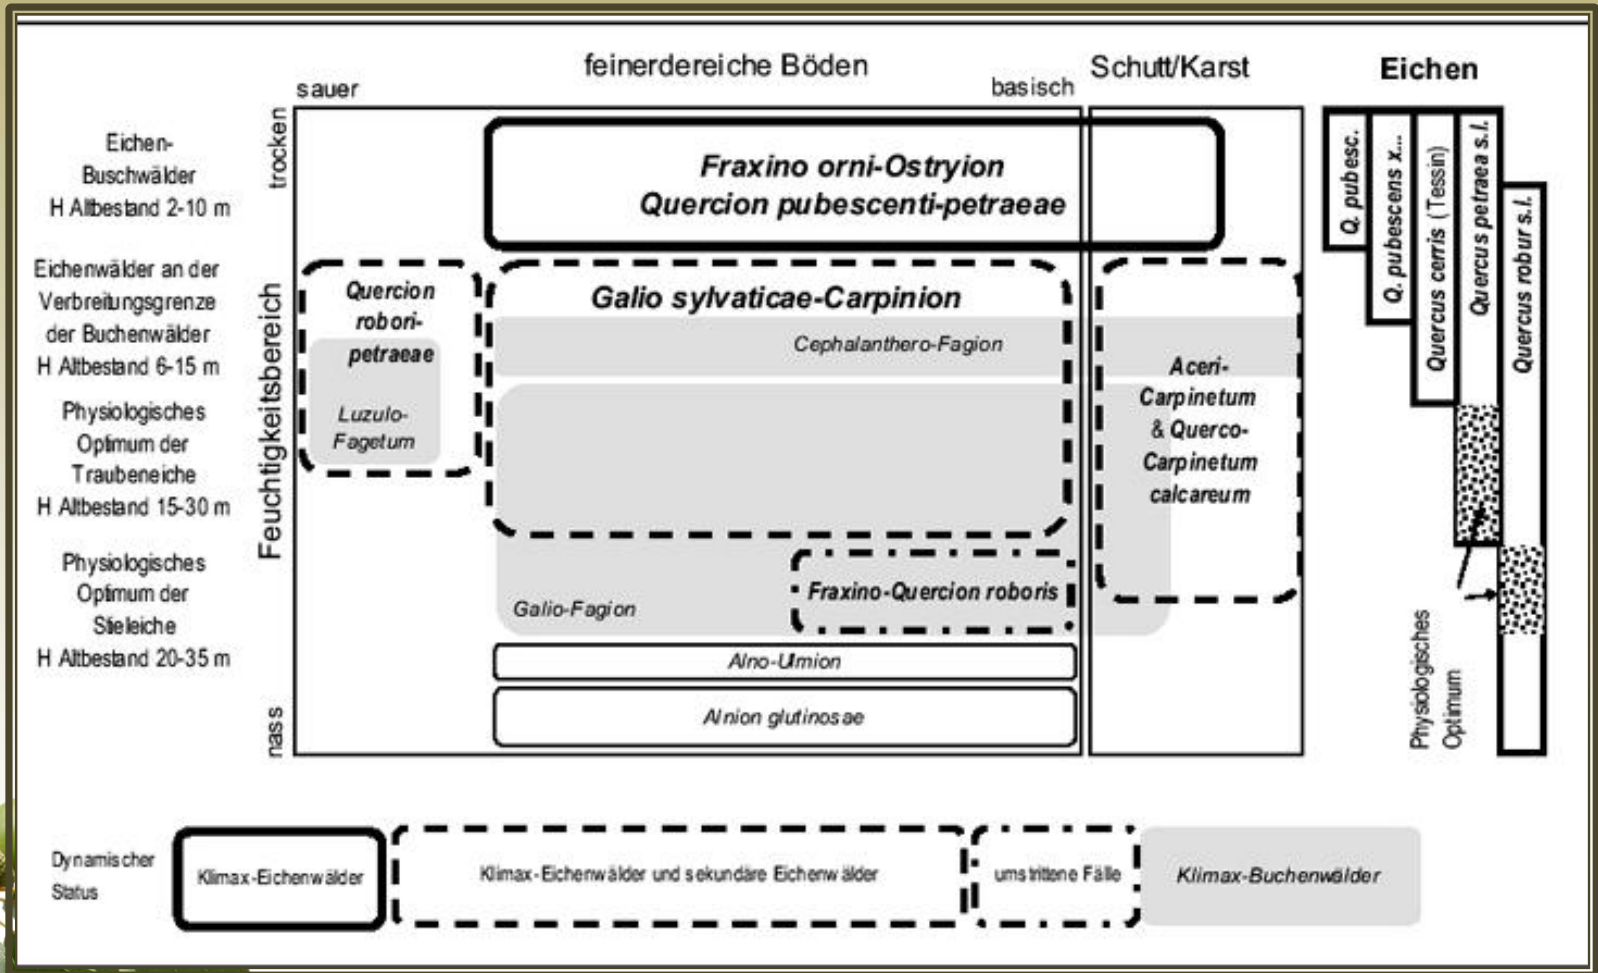 feinerdereiche Böden
Schutt/Karst
Eichen
sauer
basisch
trocken
Feuchtigkeitsbereich
nass
Eichen-
Buschwälder
H Altbestand 2-10 m
Eichenwälder an der
Verbreitungsgrenze
der Buchenwälder
H Altbestand 6-15 m
Physiologisches
Optimum der
Traubeneiche
H Altbestand 15-30 m
Physiologisches
Optimum der
Stieleiche
H Altbestand 20-35 m
Fraxino orni-Ostryion
Quercion pubescenti-petraeae
Quercion
robori-
petraeae
Luzulo-
Fagetum
Galio sylvaticae-Carpinion
Cephalanthero-Fagion
Galio-Fagion
Fraxino-Quercion roboris
Alno-Ulmion
Alnion glutinosae
Aceri-
Carpinetum
& Querco-
Carpinetum
calcareum
Q. pubesc.
Q. pubescens x...
Quercus cerris (Tessin)
Quercus petraea s.l.
Quercus robur s.l.
Physiologisches
Optimum
Dynamischer
Status
Klimax-Eichenwälder
Klimax-Eichenwälder und sekundäre Eichenwälder
umstrittene Fälle
Klimax-Buchenwälder